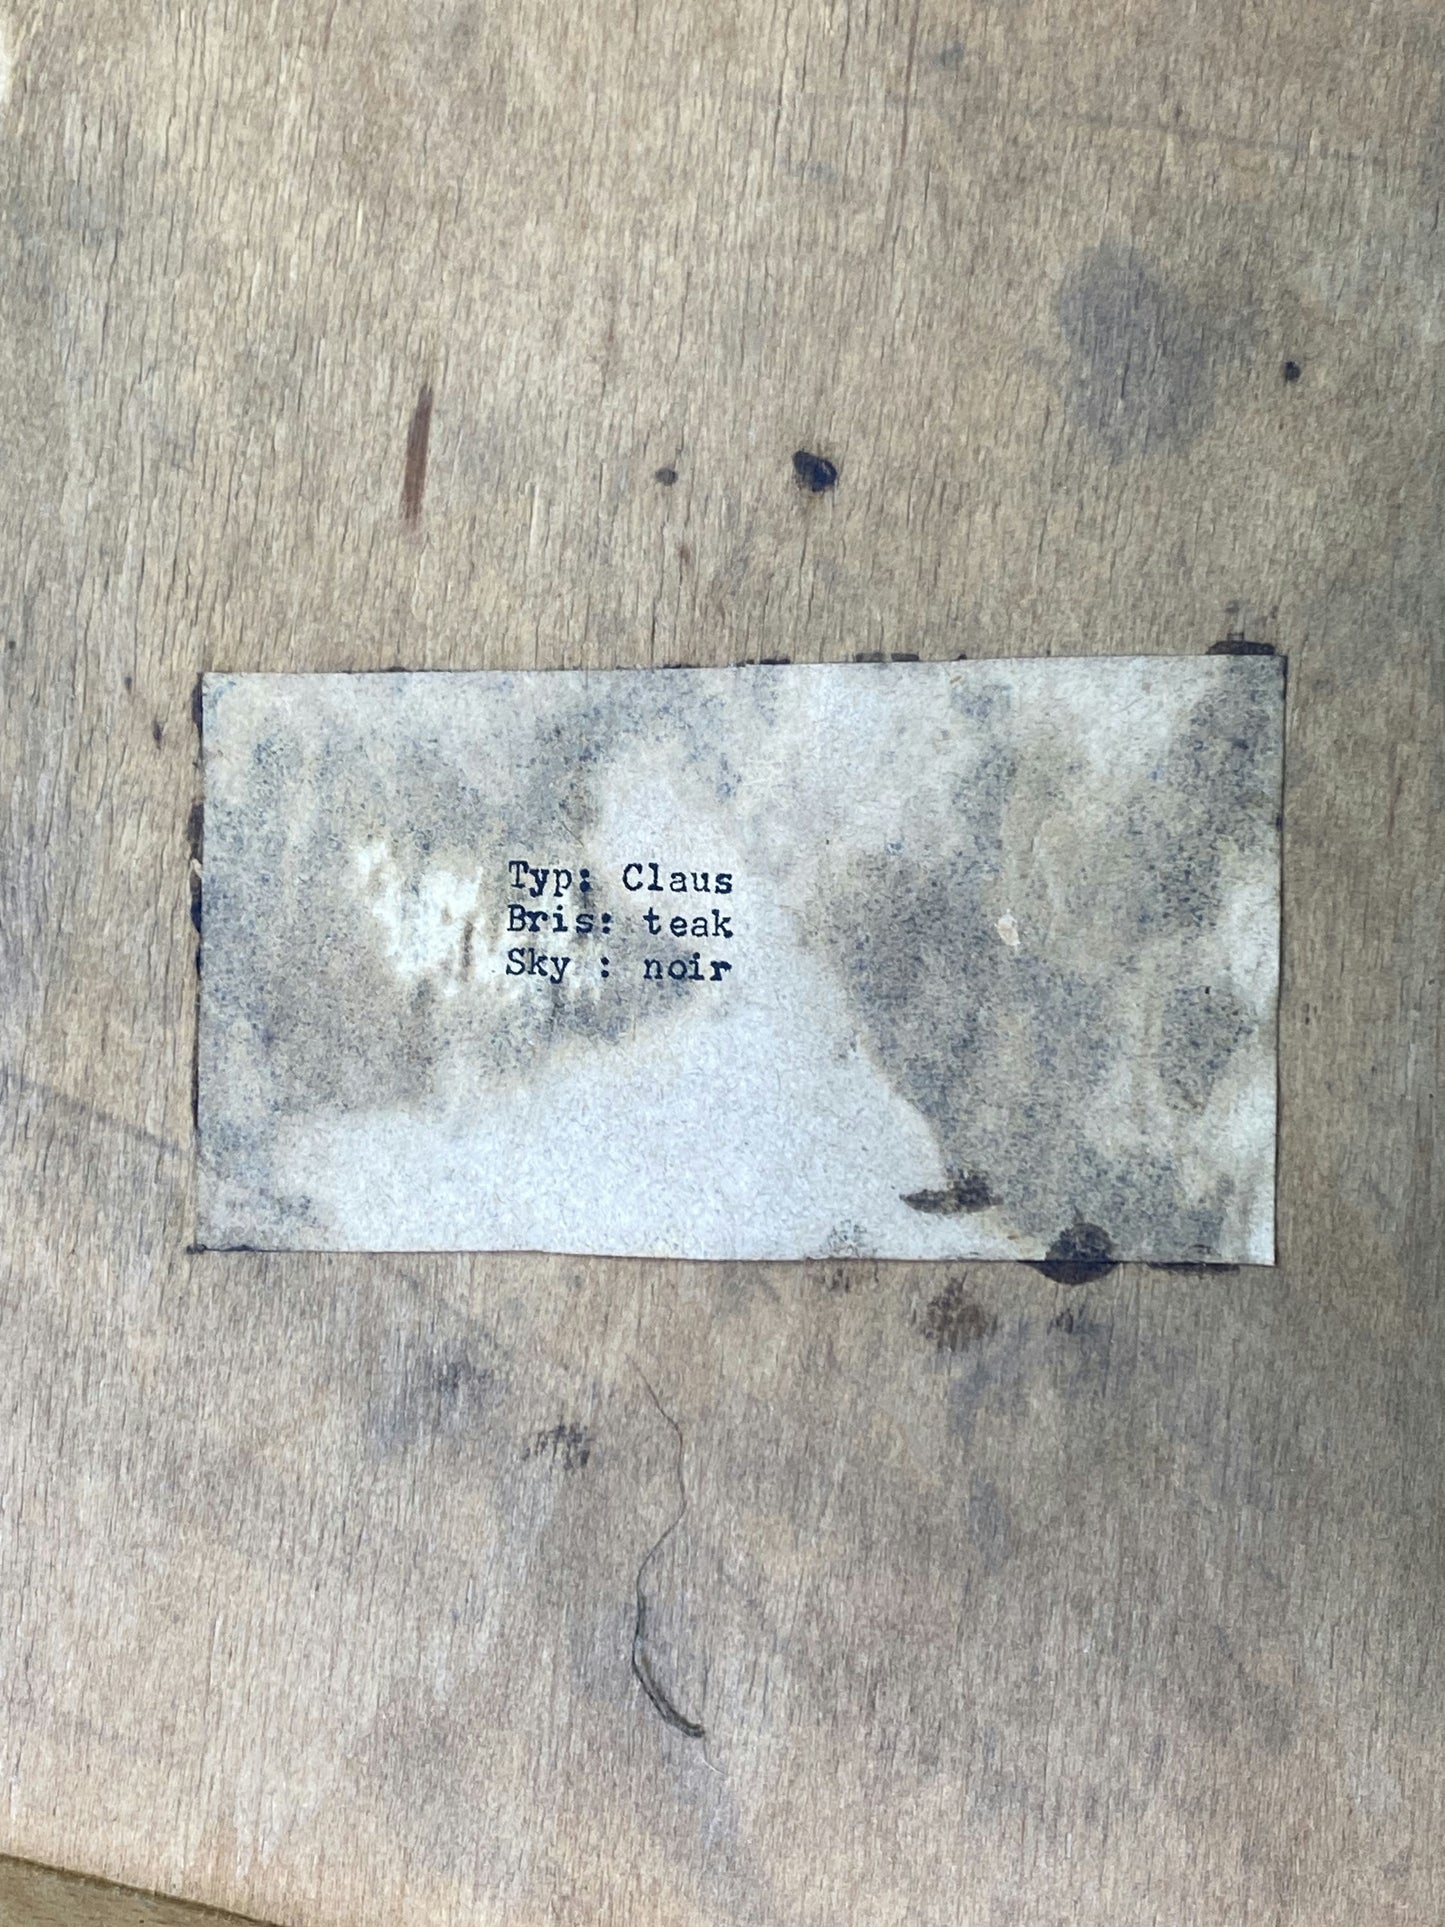 Typ: Claus
Bris: teak
Sky : noir